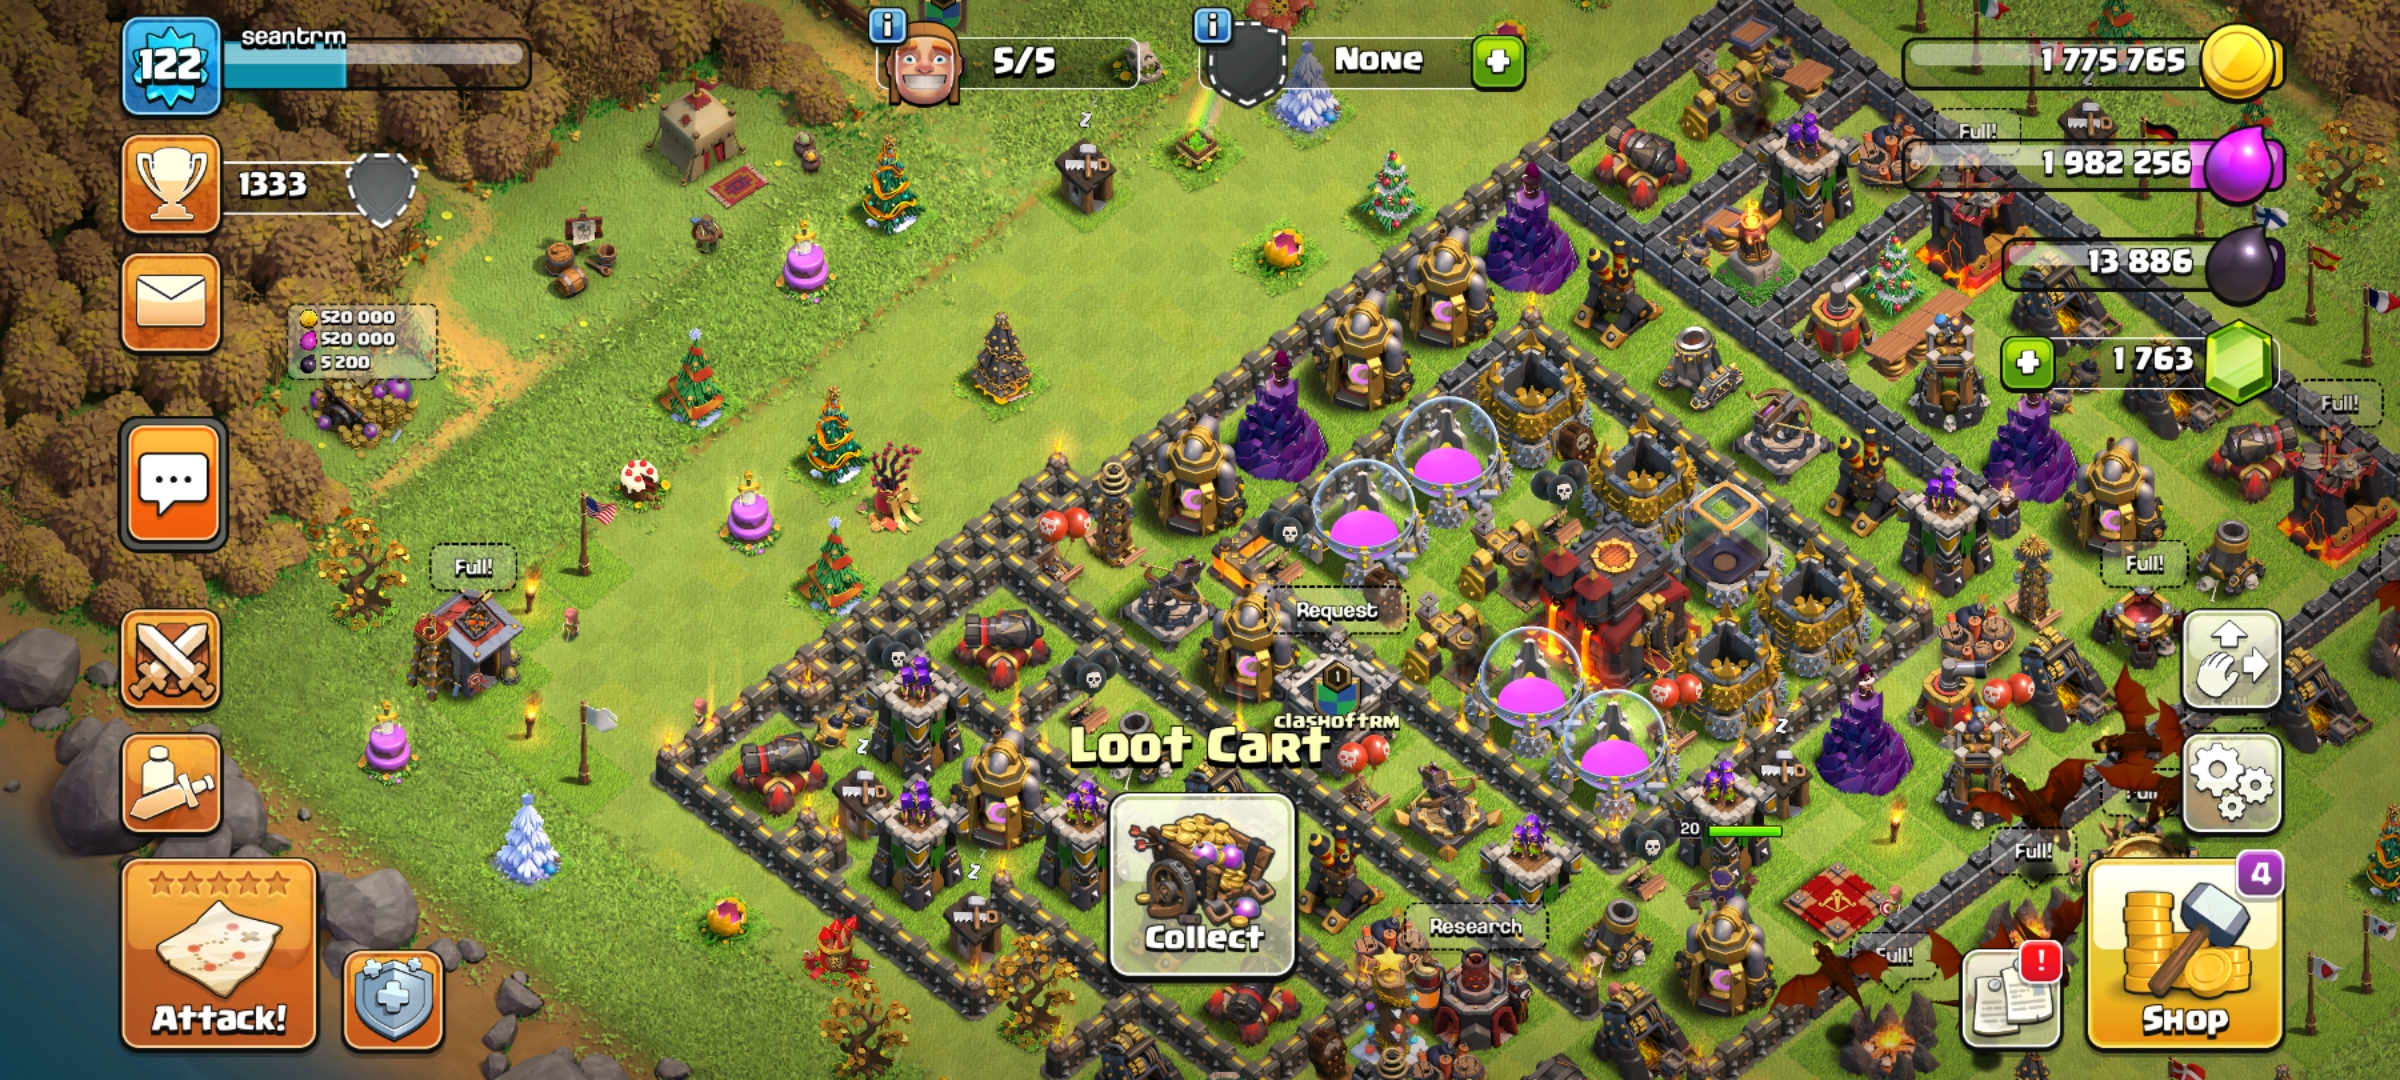 122
seantrm
5/5
None
1 775 765
1333
Full!
1 982 256
13 886
520 000
520 000
5 200
1 763
Full!
Full!
Full!
Request
1
clashoftRM
Loot Cart
20
Full!
Collect
Research
Full!
4
Attack!
!
Shop